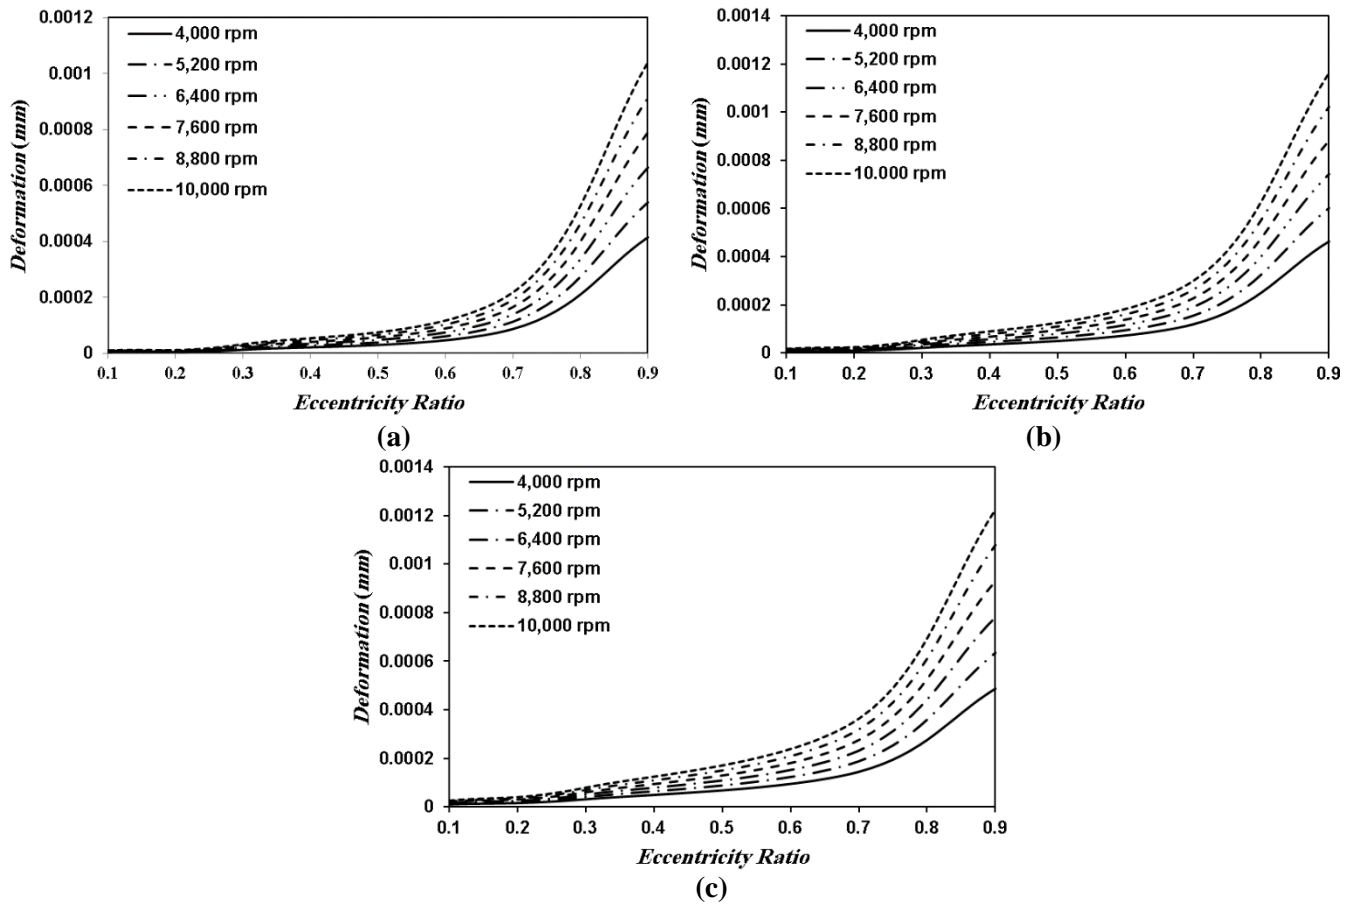 0.0012
0.001
0.0008
0.0006
0.0004
0.0002
0
Deformation (mm)
4,000 rpm
5,200 rpm
6,400 rpm
7,600 rpm
8,800 rpm
10,000 rpm
0.1 0.2 0.3 0.4 0.5 0.6 0.7 0.8 0.9
Eccentricity Ratio
(a)
0.0014
0.0012
0.001
0.0008
0.0006
0.0004
0.0002
0
Deformation (mm)
4,000 rpm
5,200 rpm
6,400 rpm
7,600 rpm
8,800 rpm
10.000 rpm
0.1 0.2 0.3 0.4 0.5 0.6 0.7 0.8 0.9
Eccentricity Ratio
(b)
0.0014
0.0012
0.001
0.0008
0.0006
0.0004
0.0002
0
Deformation (mm)
4,000 rpm
5,200 rpm
6,400 rpm
7,600 rpm
8,800 rpm
10,000 rpm
0.1 0.2 0.3 0.4 0.5 0.6 0.7 0.8 0.9
Eccentricity Ratio
(c)